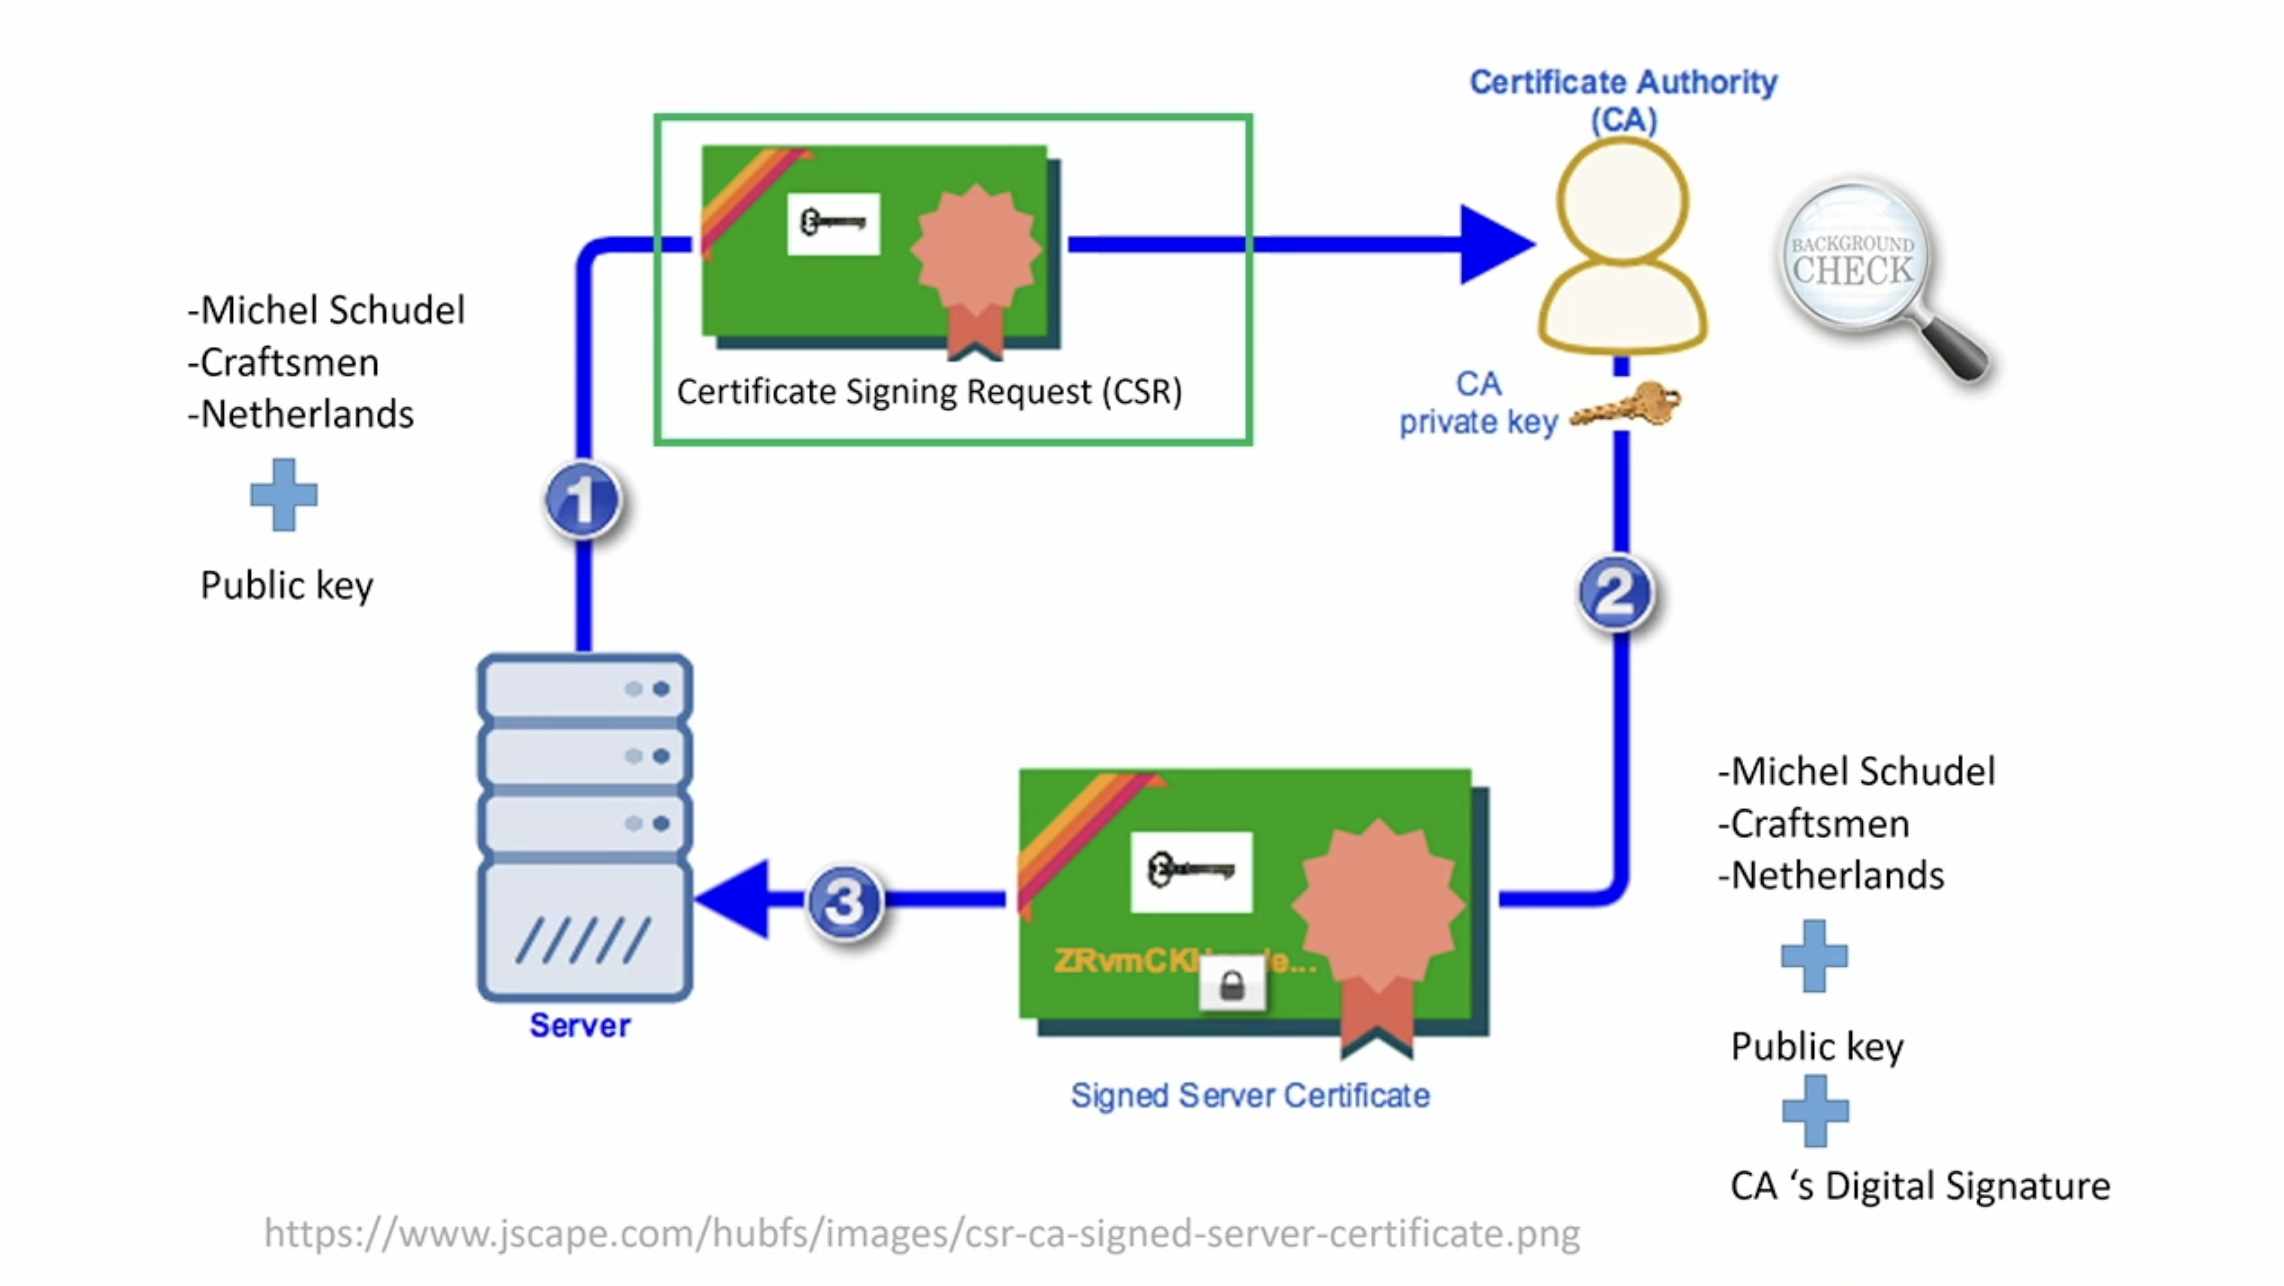 Certificate Authority
(CA)
BACKGROUND
CHECK
-Michel Schudel
-Craftsmen
-Netherlands
Certificate Signing Request (CSR)
CA
private key
1
Public key
2
-Michel Schudel
-Craftsmen
-Netherlands
3
Server
Signed Server Certificate
Public key
CA ‘s Digital Signature
https://www.jscape.com/hubfs/images/csr-ca-signed-server-certificate.png